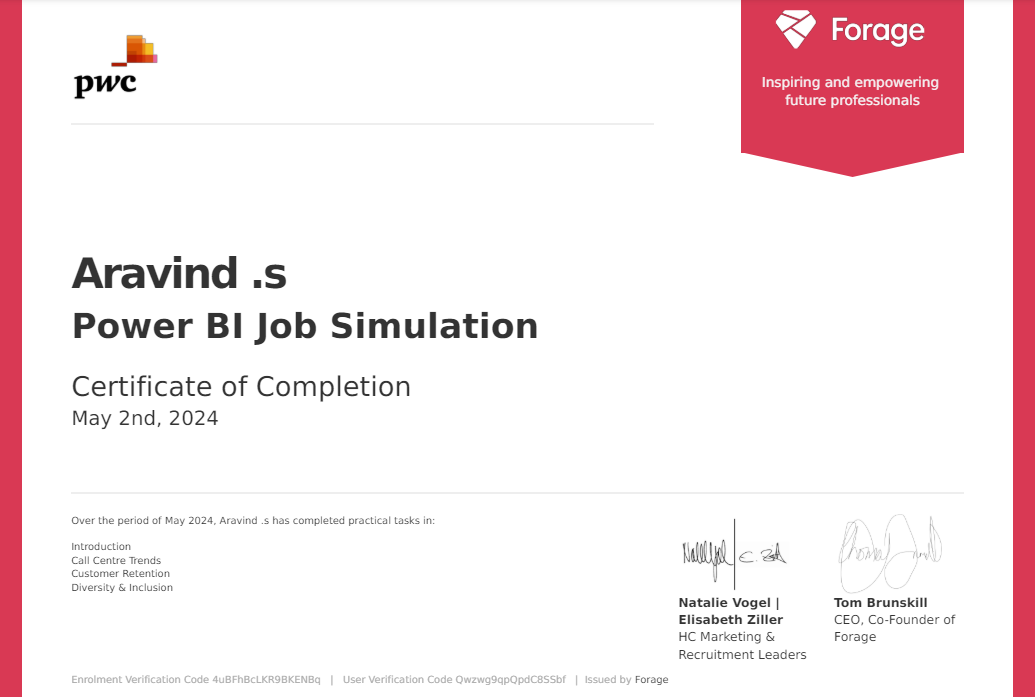 pwc
Forage
Inspiring and empowering
future professionals
Aravind .s
Power BI Job Simulation
Certificate of Completion
May 2nd, 2024
Over the period of May 2024, Aravind .s has completed practical tasks in:
Introduction
Call Centre Trends
Customer Retention
Diversity & Inclusion
Natalie Vogel |
Elisabeth Ziller
HC Marketing &
Recruitment Leaders
Tom Brunskill
CEO, Co-Founder of
Forage
Enrolment Verification Code 4uBFhBcLKR9BKENBq | User Verification Code Qwzwg9qpQpdC8S5bf | Issued by Forage